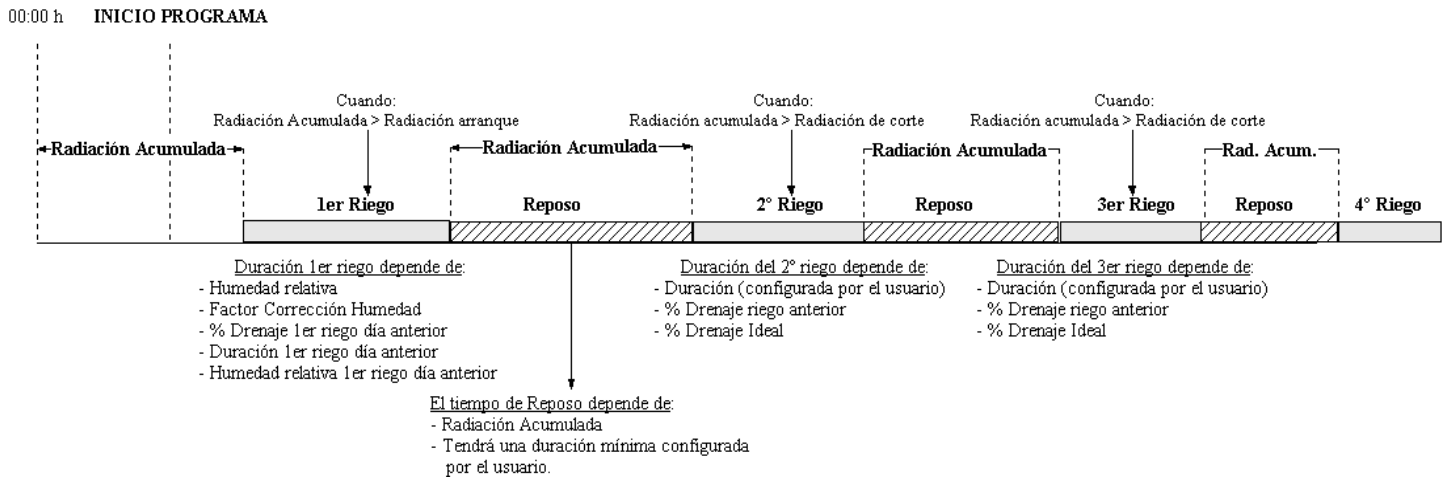 00:00 h INICIO PROGRAMA
Cuando:
Radiación Acumulada > Radiación arranque
Cuando:
Radiación acumulada > Radiación de corte
Cuando:
Radiación acumulada > Radiación de corte
Radiación Acumulada
Radiación Acumulada
Radiación Acumulada
Rad. Acum.
1er Riego
Reposo
2° Riego
Reposo
3er Riego
Reposo
4° Riego
Duración 1er riego depende de:
- Humedad relativa
- Factor Corrección Humedad
- % Drenaje 1er riego día anterior
- Duración 1er riego día anterior
- Humedad relativa 1er riego día anterior
Duración del 2° riego depende de:
- Duración (configurada por el usuario)
- % Drenaje riego anterior
- % Drenaje Ideal
Duración del 3er riego depende de:
- Duración (configurada por el usuario)
- % Drenaje riego anterior
- % Drenaje Ideal
El tiempo de Reposo depende de:
- Radiación Acumulada
- Tendrá una duración mínima configurada
por el usuario.